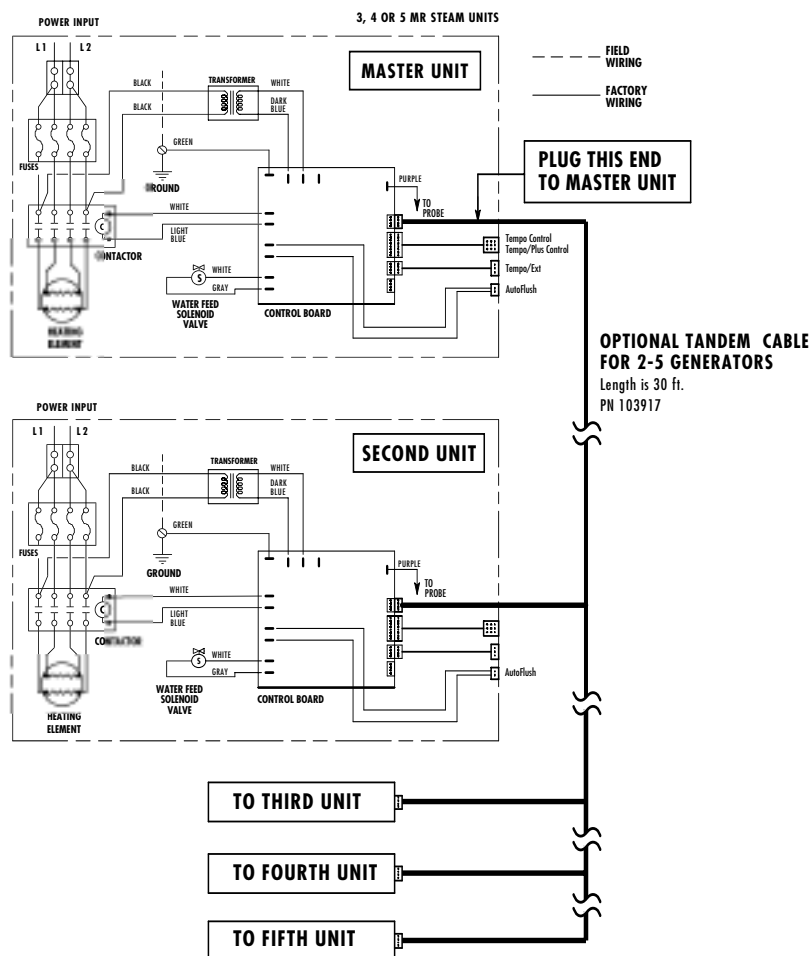 3, 4 OR 5 MR STEAM UNITS
POWER INPUT
L1 L2
MASTER UNIT
FIELD
WIRING
FACTORY
WIRING
BLACK
TRANSFORMER
WHITE
BLACK
DARK
BLUE
GREEN
FUSES
PLUG THIS END
TO MASTER UNIT
PURPLE
TO
PROBE
WHITE
C
LIGHT
BLUE
Tempo Control
Tempo/Plus Control
Tempo/Ext
AutoFlush
S
WHITE
GRAY
WATER FEED
SOLENOID
VALVE
CONTROL BOARD
HEATING
ELEMENT
OPTIONAL TANDEM CABLE
FOR 2-5 GENERATORS
Length is 30 ft.
PN 103917
POWER INPUT
L1 L2
SECOND UNIT
BLACK
TRANSFORMER
WHITE
BLACK
DARK
BLUE
GREEN
FUSES
GROUND
PURPLE
TO
PROBE
WHITE
C
LIGHT
BLUE
CONTACTOR
S
WHITE
GRAY
AutoFlush
WATER FEED
SOLENOID
VALVE
CONTROL BOARD
HEATING
ELEMENT
TO THIRD UNIT
TO FOURTH UNIT
TO FIFTH UNIT